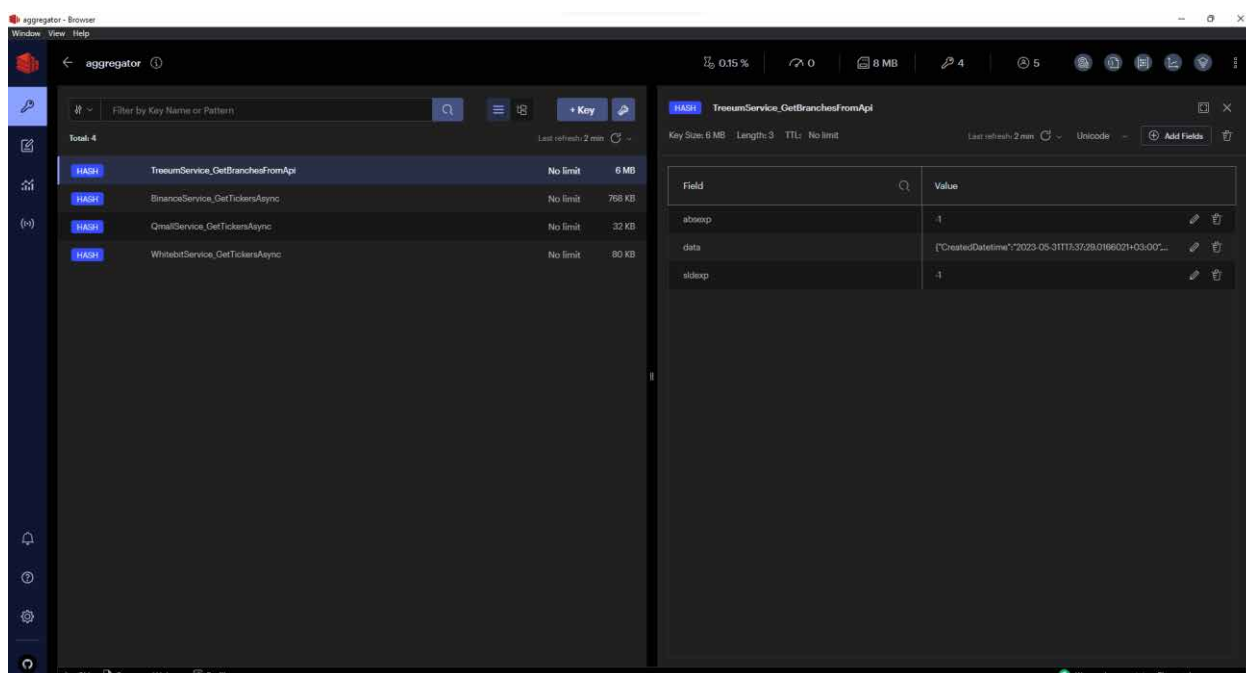 aggregator - Browser
Window View Help
aggregator
0.15 % 0 8 MB 4 5
Filter by Key Name or Pattern
+ Key
Total: 4
Last refresh: 2 min
HASH TreeumService_GetBranchesFromApi No limit 6 MB
HASH BinanceService_GetTickersAsync No limit 768 KB
HASH QmallService_GetTickersAsync No limit 32 KB
HASH WhitebitService_GetTickersAsync No limit 80 KB
HASH TreeumService_GetBranchesFromApi
Key Size: 6 MB Length: 3 TTL: No limit
Last refresh: 2 min Unicode Add Fields
Field Value
absexp -1
data {"CreatedDatetime":"2023-05-31T17:37:29.0166021+03:00",...
sldexp -1